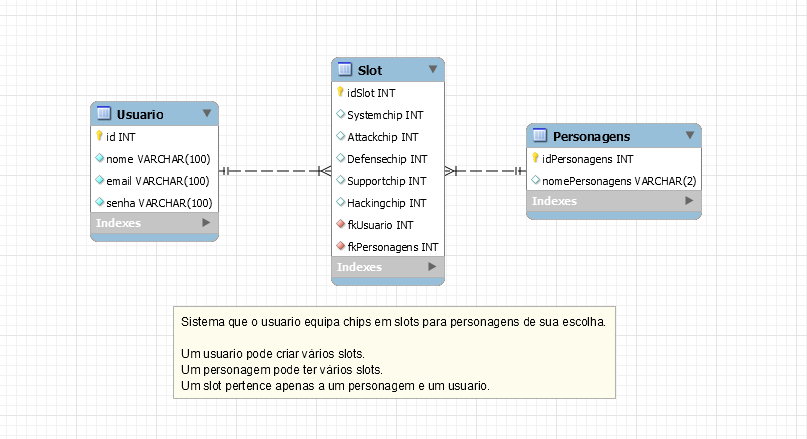 Usuario
id INT
nome VARCHAR(100)
email VARCHAR(100)
senha VARCHAR(100)
Indexes
Slot
idSlot INT
Systemchip INT
Attackchip INT
Defensechip INT
Supportchip INT
Hackingchip INT
fkUsuario INT
fkPersonagens INT
Indexes
Personagens
idPersonagens INT
nomePersonagens VARCHAR(2)
Indexes
Sistema que o usuario equipa chips em slots para personagens de sua escolha.
Um usuario pode criar vários slots.
Um personagem pode ter vários slots.
Um slot pertence apenas a um personagem e um usuario.